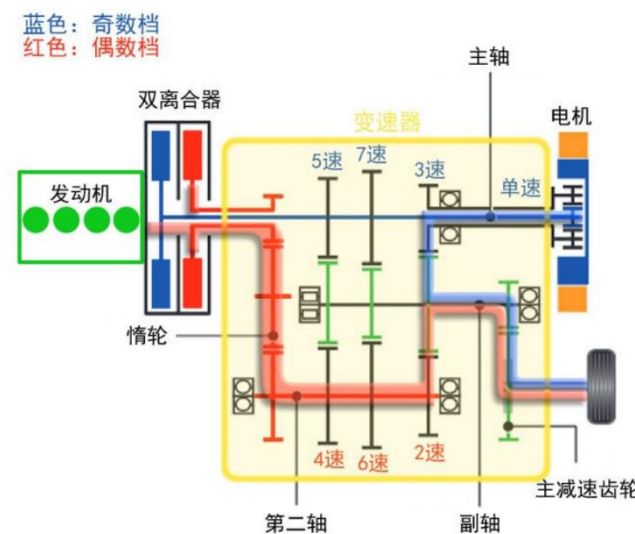 蓝色：奇数档
红色：偶数档
主轴
双离合器
电机
变速器
5速
7速
3速
单速
发动机
惰轮
4速
6速
2速
主减速齿轮
第二轴
副轴